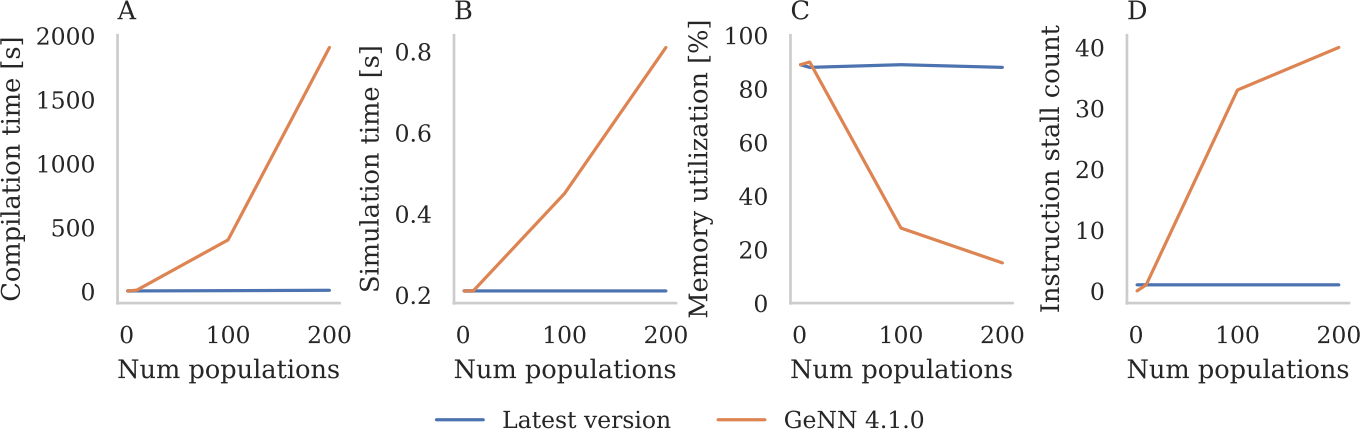 A
Compilation time [s]
2000
1500
1000
500
0
0 100 200
Num populations
B
Simulation time [s]
0.8
0.6
0.4
0.2
0 100 200
Num populations
C
Memory utilization [%]
100
80
60
40
20
0
0 100 200
Num populations
D
Instruction stall count
40
30
20
10
0
0 100 200
Num populations
Latest version
GeNN 4.1.0